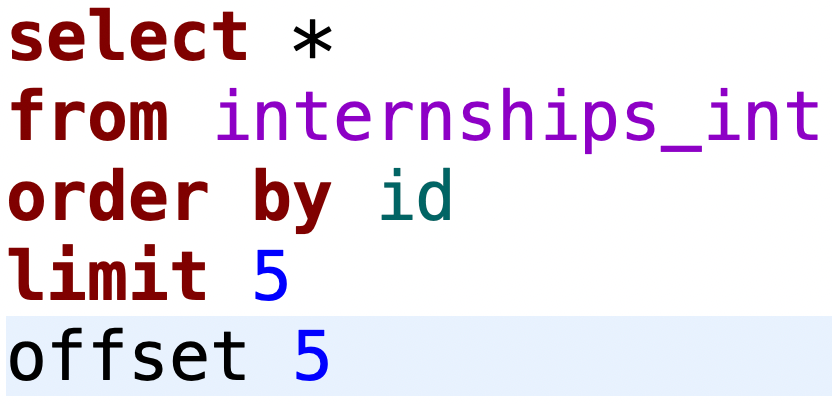 select *
from internships_int
order by id
limit 5
offset 5